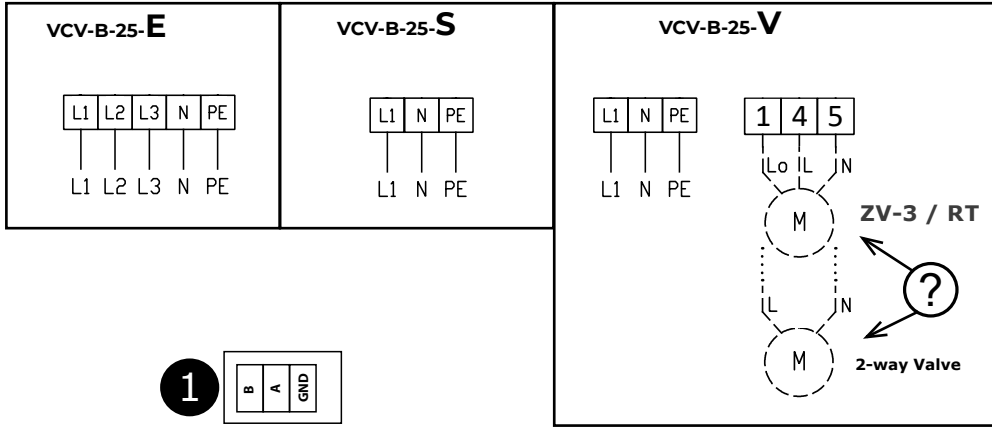 VCV-B-25-E
L1 L2 L3 N PE
L1 L2 L3 N PE
VCV-B-25-S
L1 N PE
L1 N PE
VCV-B-25-V
L1 N PE
L1 N PE
1 4 5
Lo L N
M
ZV-3 / RT
?
L N
M
2-way Valve
1
B A GND